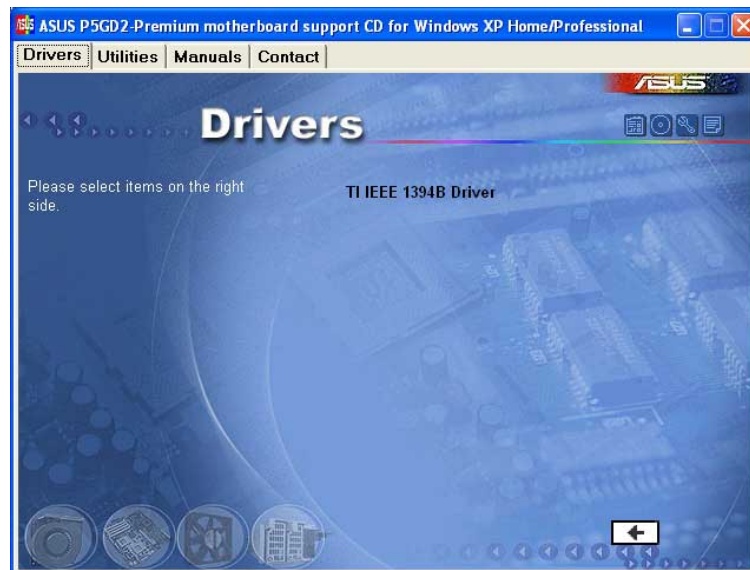 ASUS P5GD2-Premium motherboard support CD for Windows XP Home/Professional
Drivers Utilities Manuals Contact
ASUS
Drivers
Please select items on the right
side.
TI IEEE 1394B Driver